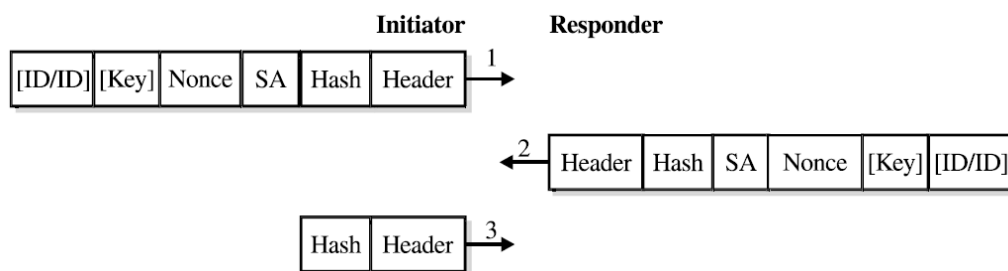 Initiator Responder
1
[ID/ID] [Key] Nonce SA Hash Header
2
Header Hash SA Nonce [Key] [ID/ID]
Hash Header 3